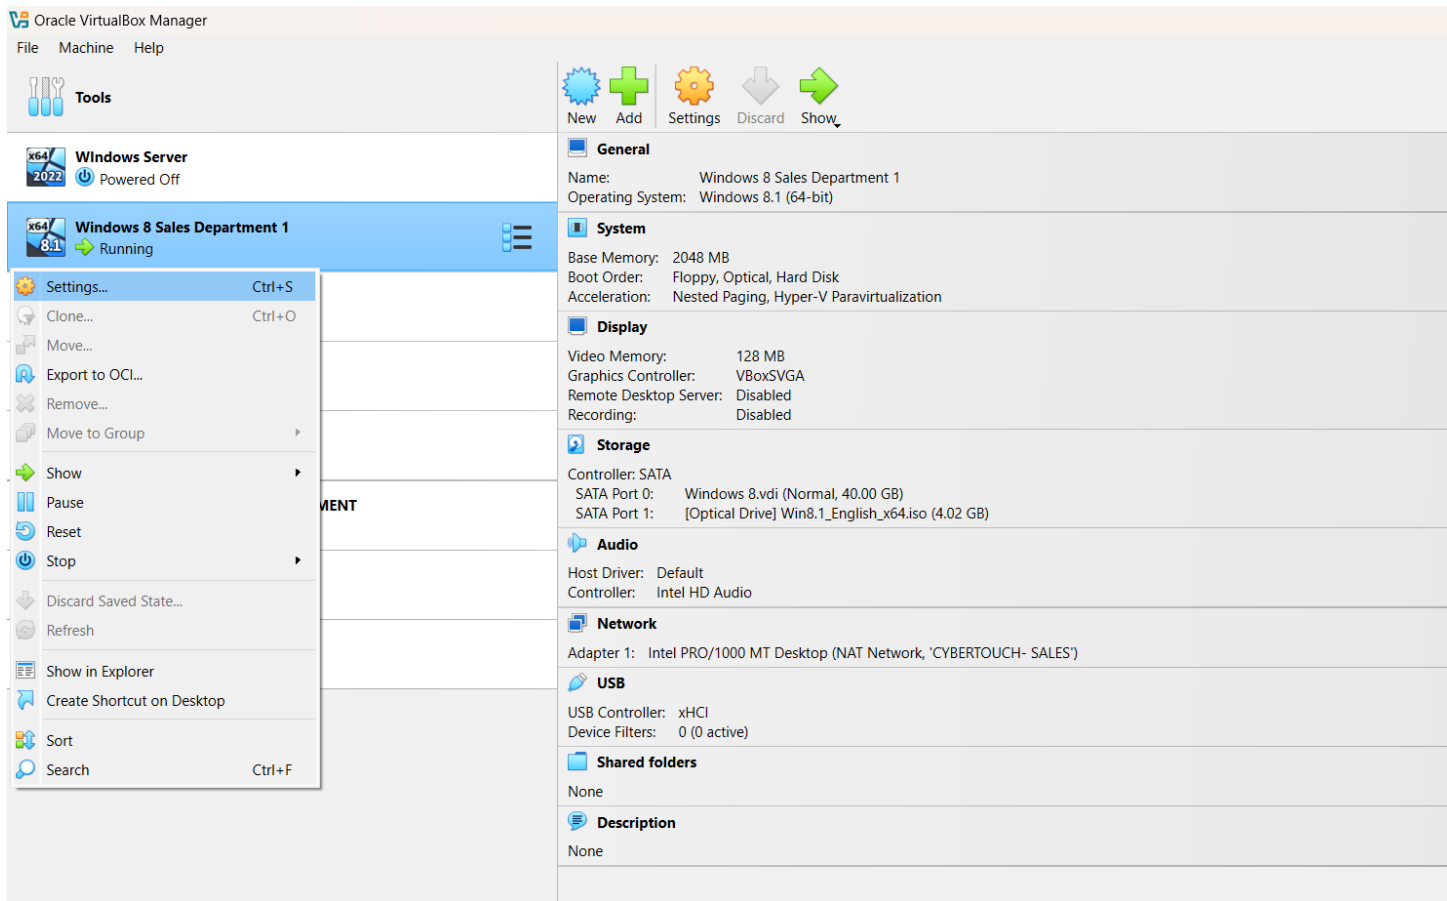 Oracle VirtualBox Manager
File Machine Help
Tools
New Add Settings Discard Show
x64 2022 WIndows Server
Powered Off
x64 8.1 Windows 8 Sales Department 1
Running
Settings... Ctrl+S
Clone... Ctrl+O
Move...
Export to OCI...
Remove...
Move to Group
Show
Pause
MENT
Reset
Stop
Discard Saved State...
Refresh
Show in Explorer
Create Shortcut on Desktop
Sort
Search Ctrl+F
General
Name: Windows 8 Sales Department 1
Operating System: Windows 8.1 (64-bit)
System
Base Memory: 2048 MB
Boot Order: Floppy, Optical, Hard Disk
Acceleration: Nested Paging, Hyper-V Paravirtualization
Display
Video Memory: 128 MB
Graphics Controller: VBoxSVGA
Remote Desktop Server: Disabled
Recording: Disabled
Storage
Controller: SATA
SATA Port 0: Windows 8.vdi (Normal, 40.00 GB)
SATA Port 1: [Optical Drive] Win8.1_English_x64.iso (4.02 GB)
Audio
Host Driver: Default
Controller: Intel HD Audio
Network
Adapter 1: Intel PRO/1000 MT Desktop (NAT Network, 'CYBERTOUCH- SALES')
USB
USB Controller: xHCI
Device Filters: 0 (0 active)
Shared folders
None
Description
None